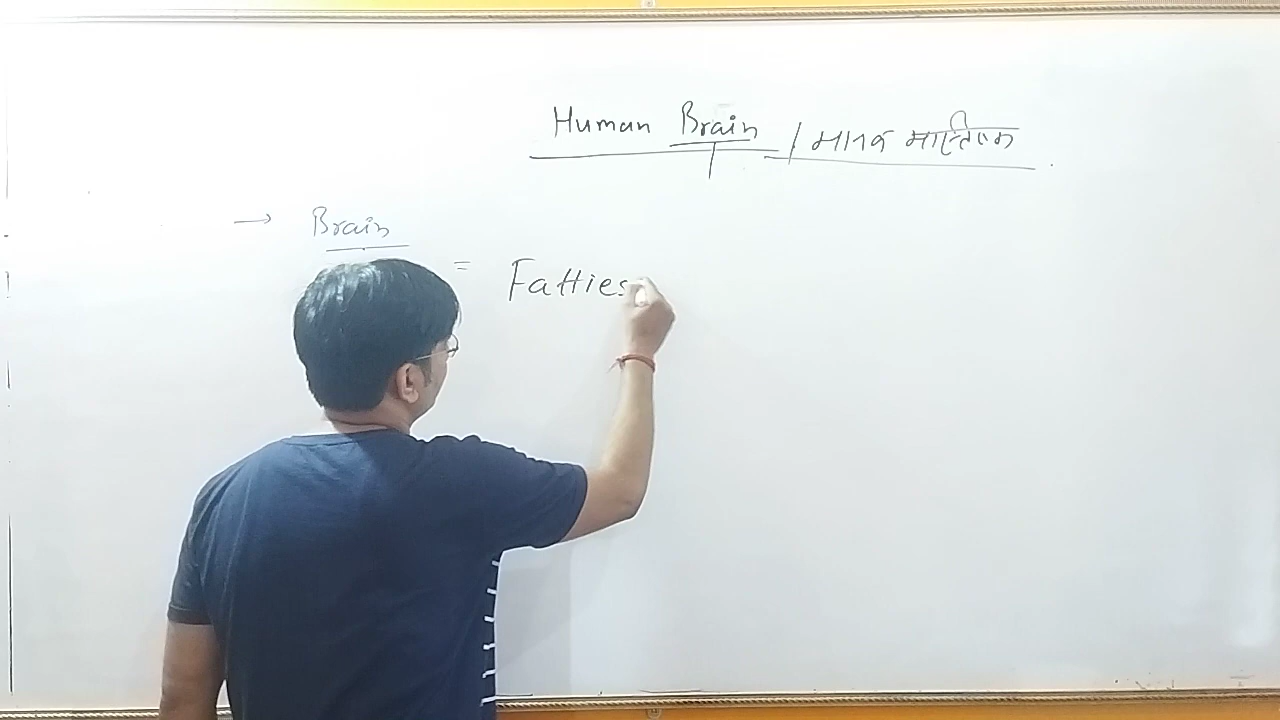 Human Brain / मानव मस्तिष्क
→ Brain
= Fatties